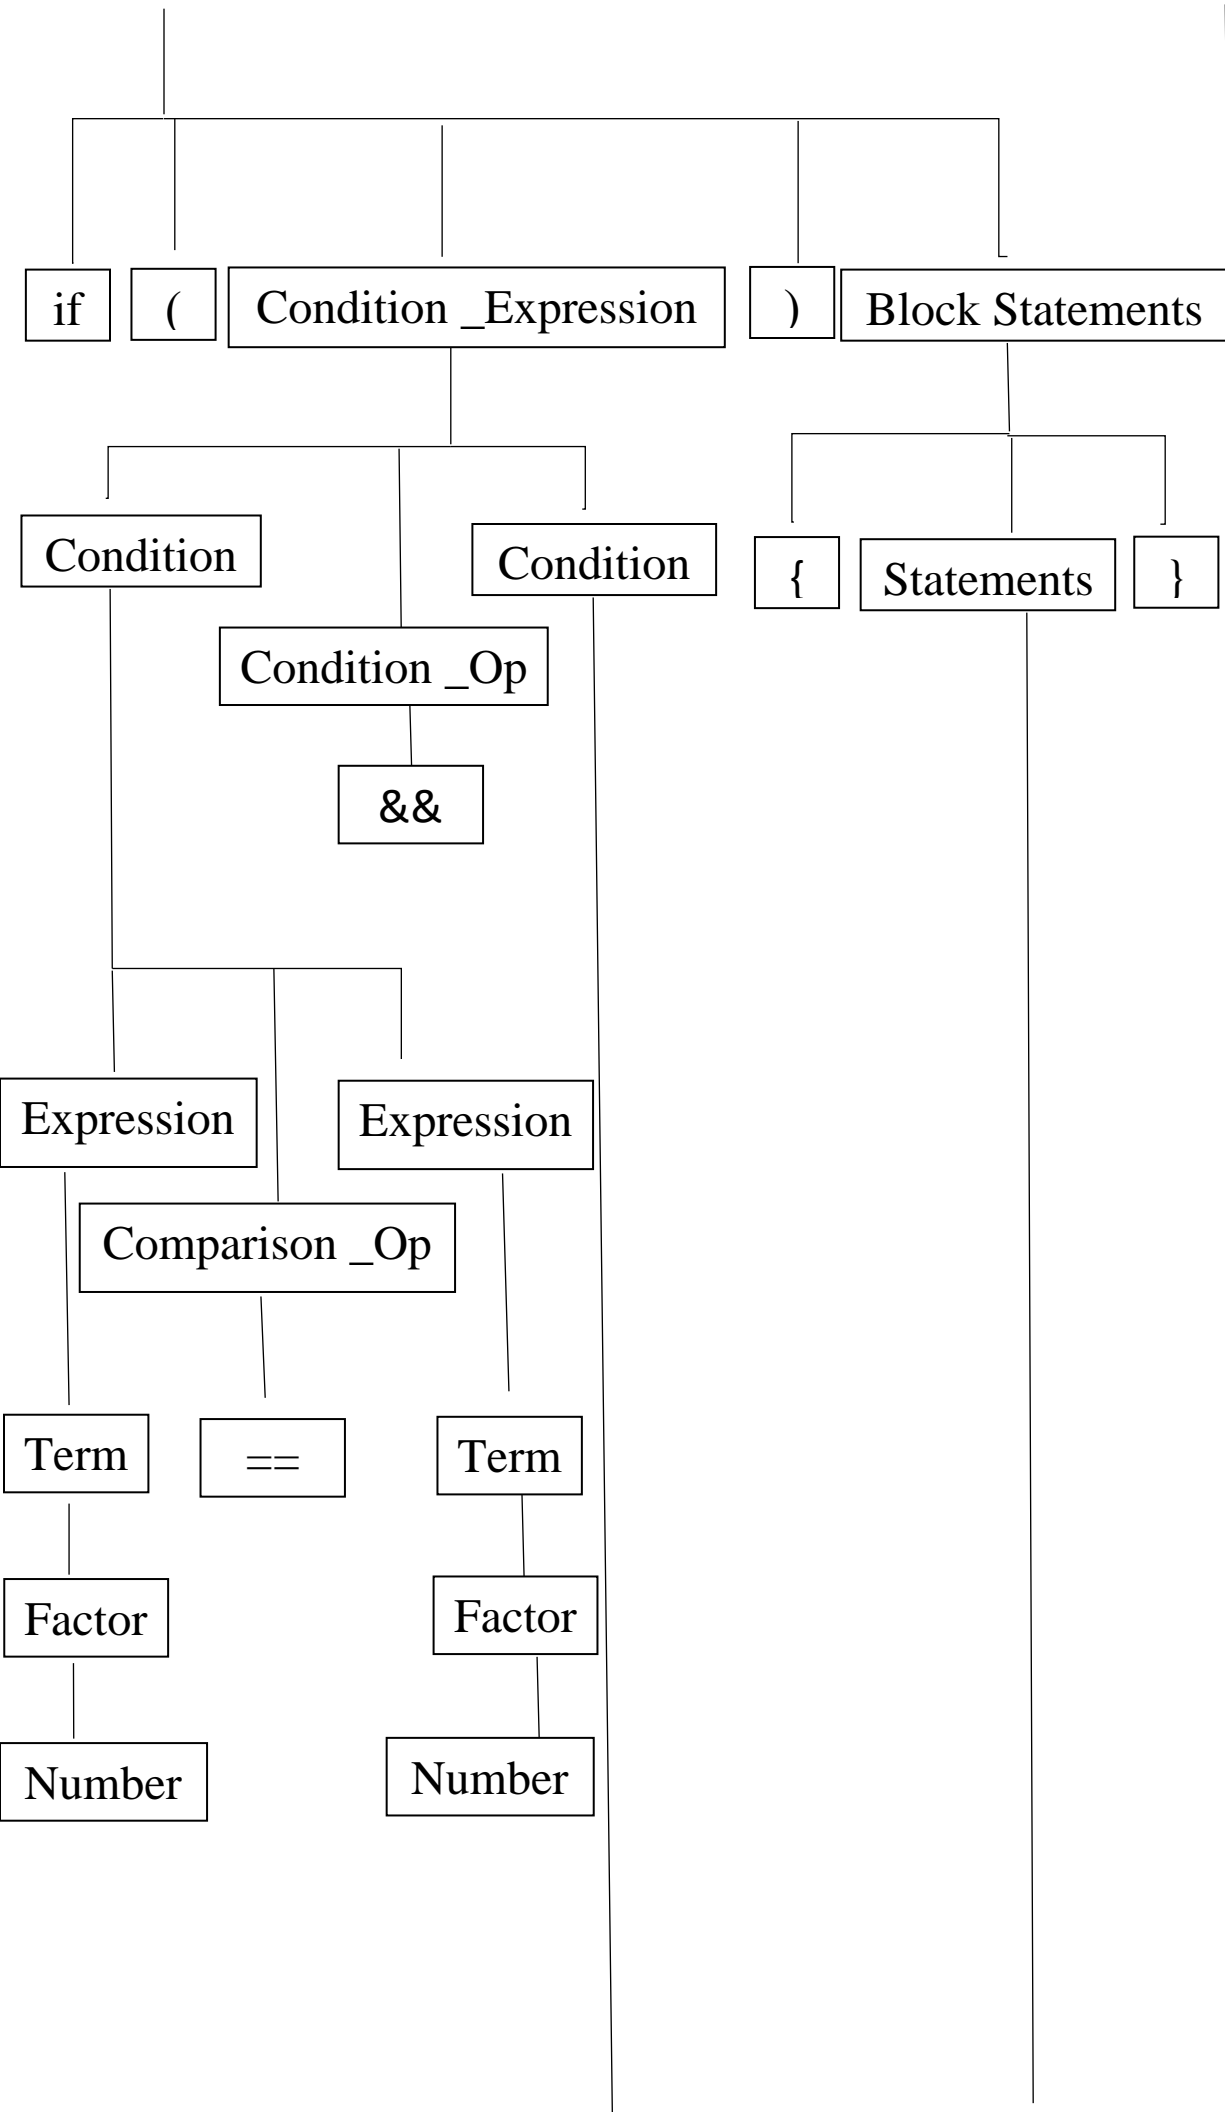 if ( Condition _Expression ) Block Statements
Condition Condition { Statements }
Condition _Op
&&
Expression Expression
Comparison _Op
Term == Term
Factor Factor
Number Number